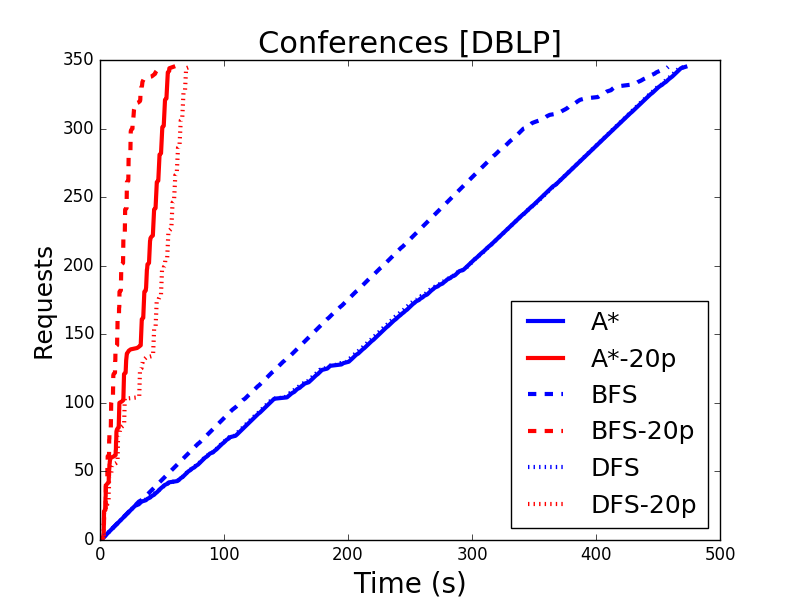 Conferences [DBLP]
Requests
350
300
250
200
150
100
50
0
0 100 200 300 400 500
Time (s)
A*
A*-20p
BFS
BFS-20p
DFS
DFS-20p